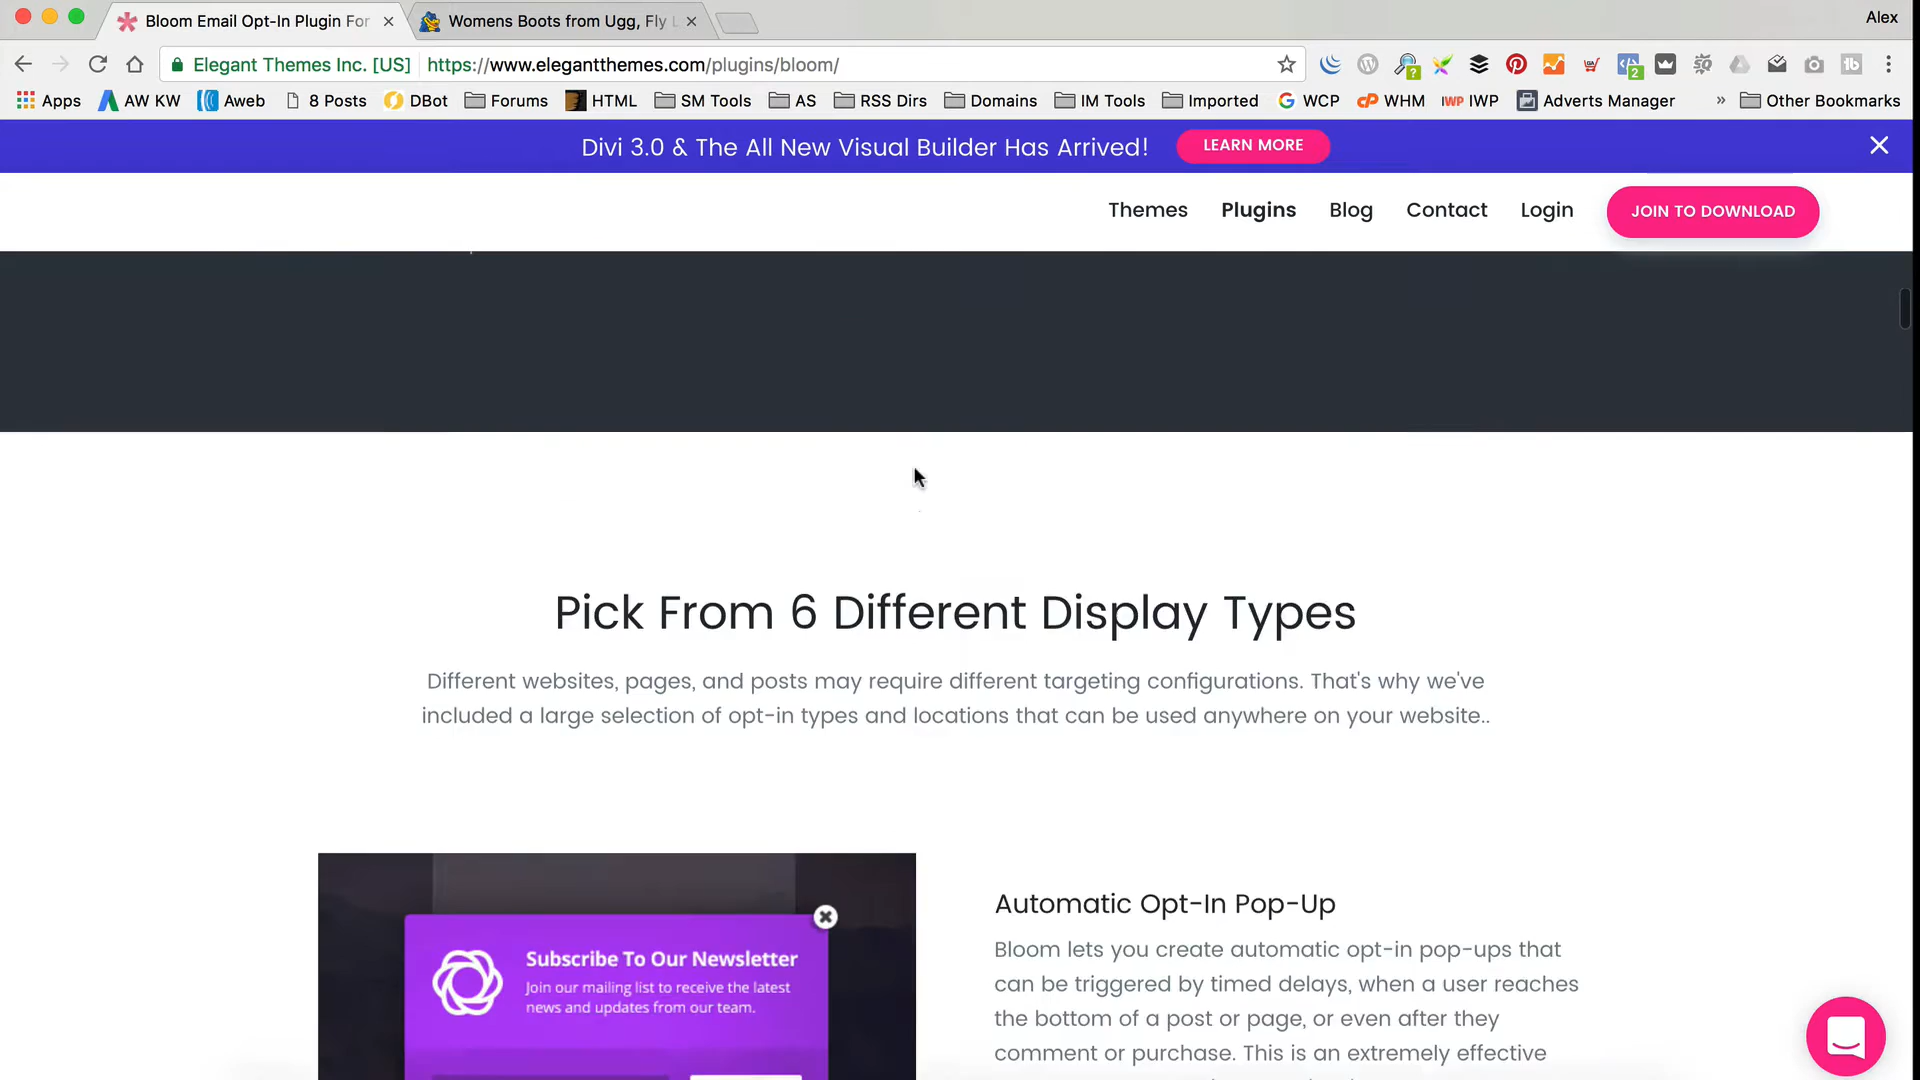 Bloom Email Opt-In Plugin For
Womens Boots from Ugg, Fly L
Alex
Elegant Themes Inc. [US]
https://www.elegantthemes.com/plugins/bloom/
Apps
AW KW
Aweb
8 Posts
DBot
Forums
HTML
SM Tools
AS
RSS Dirs
Domains
IM Tools
Imported
WCP
WHM
IWP
Adverts Manager
»
Other Bookmarks
Divi 3.0 & The All New Visual Builder Has Arrived!
LEARN MORE
Themes
Plugins
Blog
Contact
Login
JOIN TO DOWNLOAD
Pick From 6 Different Display Types
Different websites, pages, and posts may require different targeting configurations. That's why we've
included a large selection of opt-in types and locations that can be used anywhere on your website..
Subscribe To Our Newsletter
Join our mailing list to receive the latest
news and updates from our team.
Automatic Opt-In Pop-Up
Bloom lets you create automatic opt-in pop-ups that
can be triggered by timed delays, when a user reaches
the bottom of a post or page, or even after they
comment or purchase. This is an extremely effective